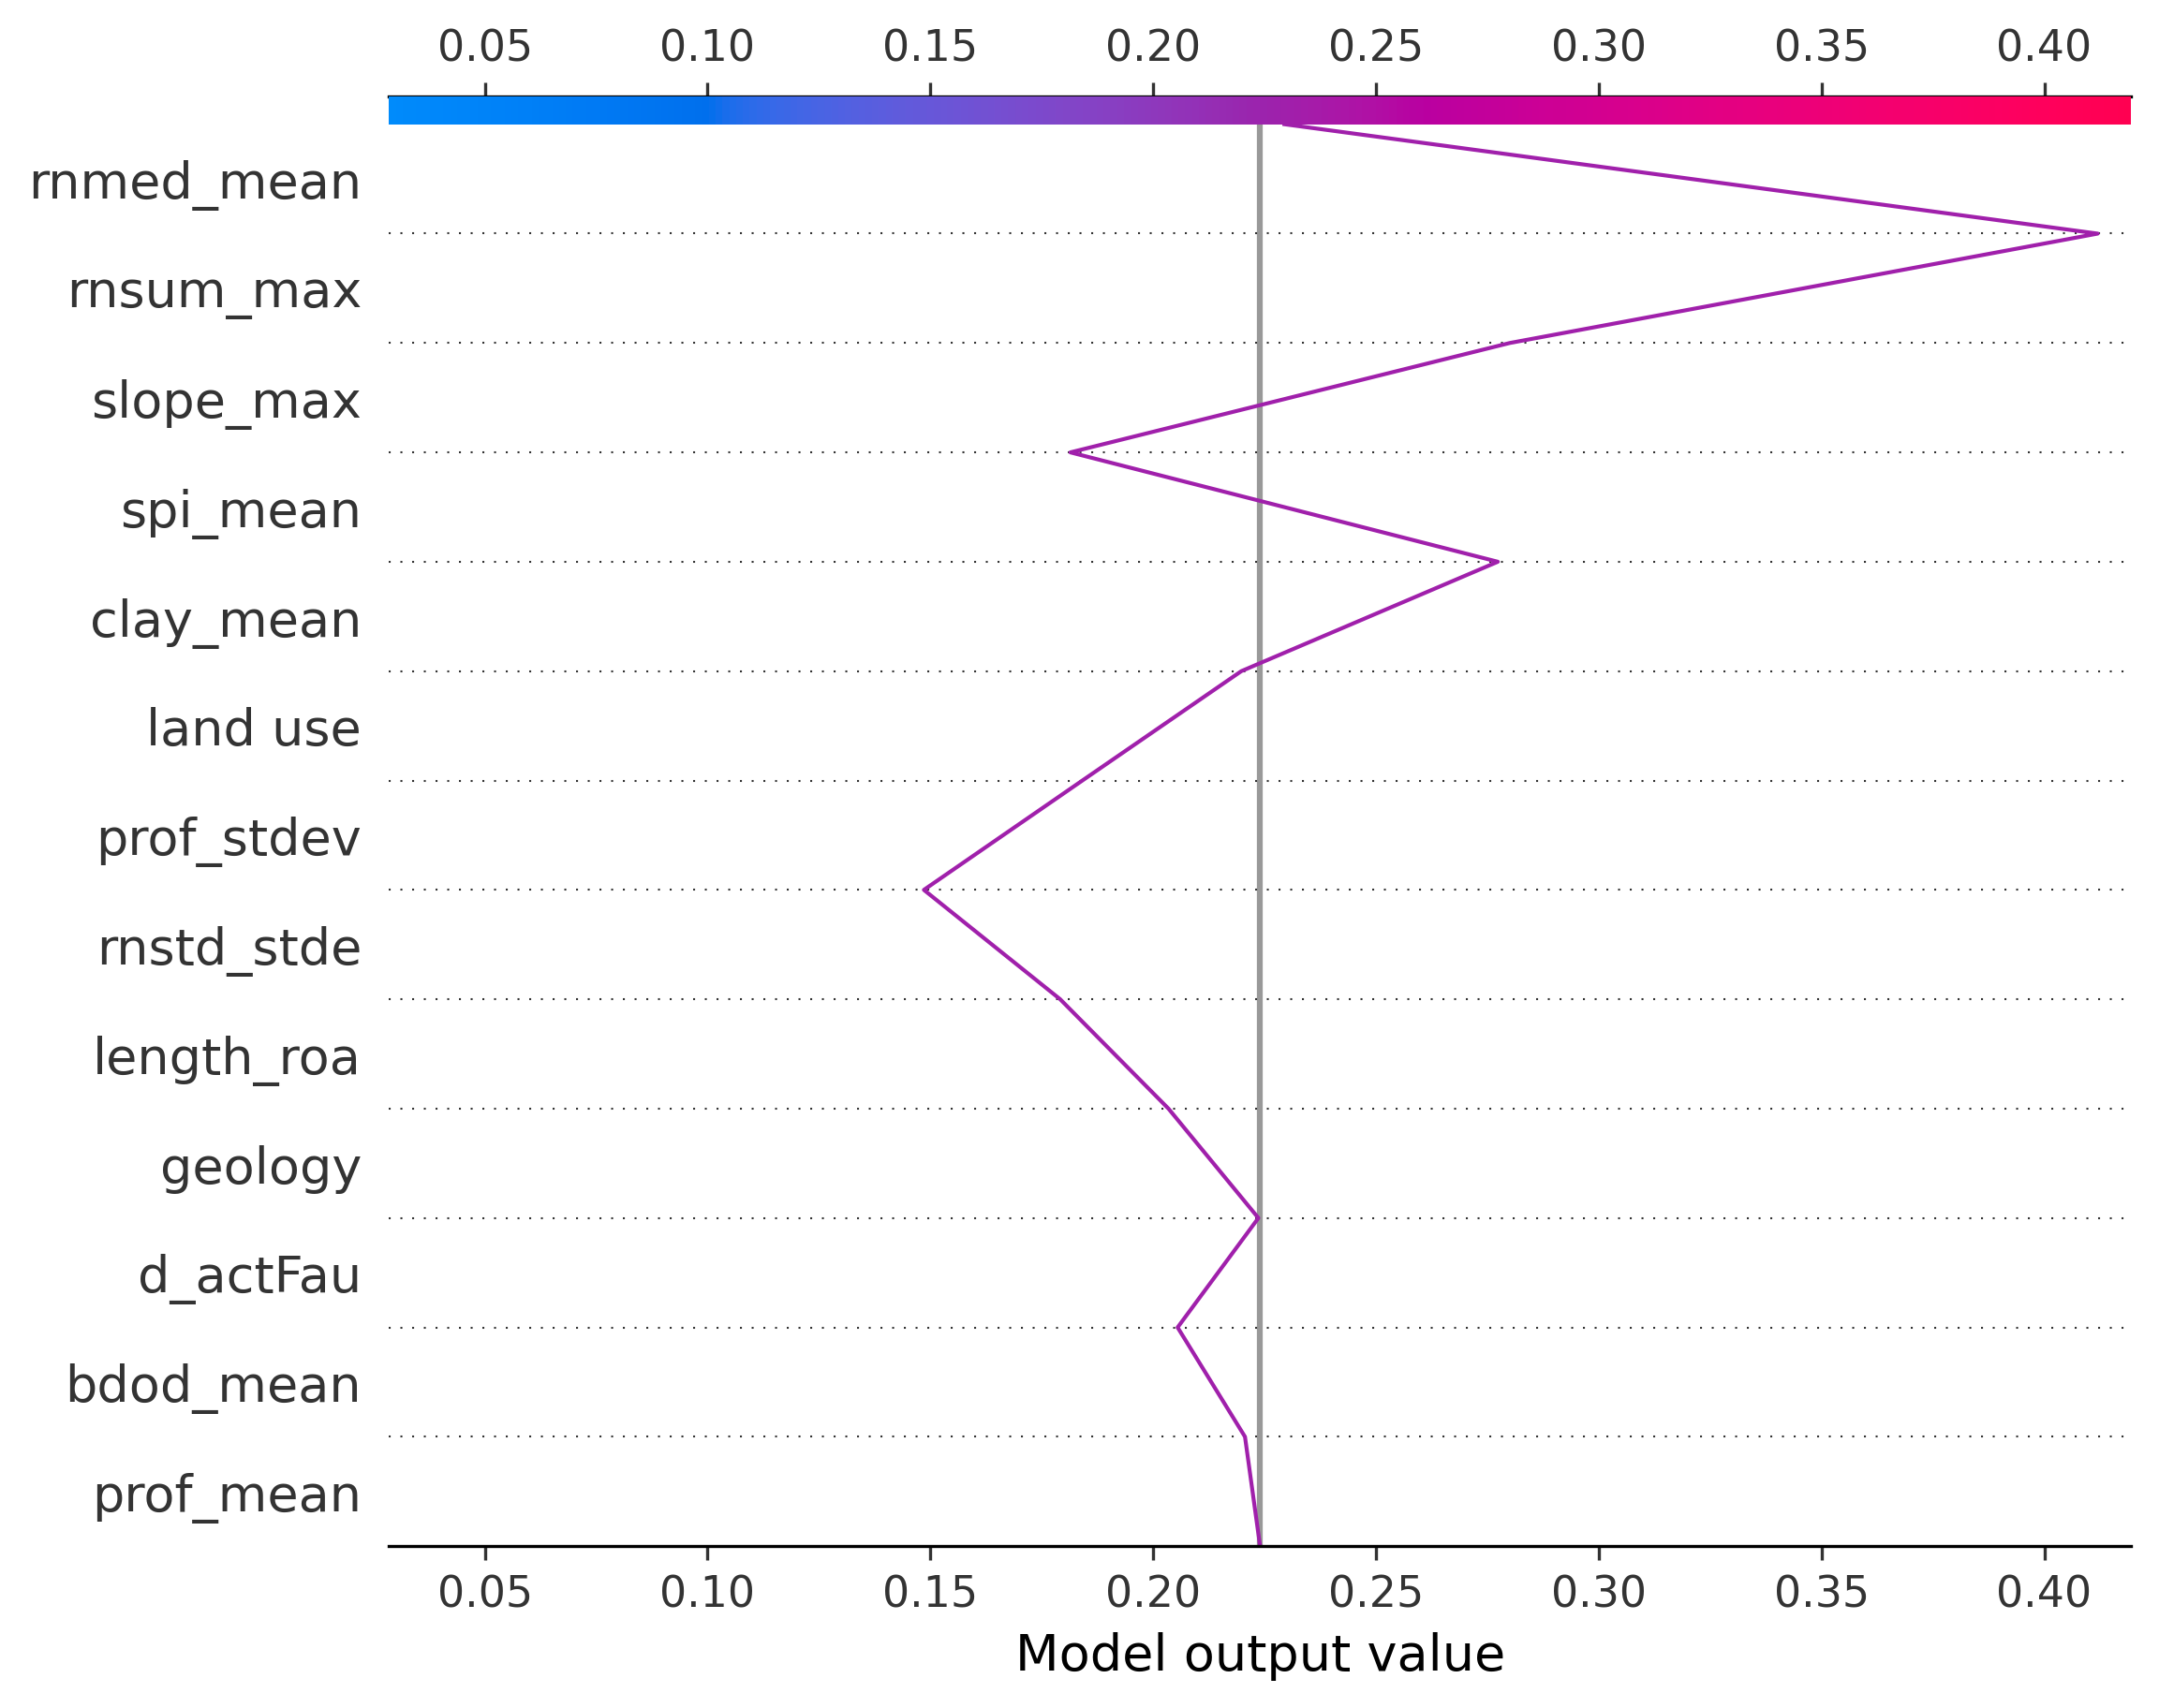 0.05 0.10 0.15 0.20 0.25 0.30 0.35 0.40
rnmed_mean
rnsum_max
slope_max
spi_mean
clay_mean
land use
prof_stdev
rnstd_stde
length_roa
geology
d_actFau
bdod_mean
prof_mean
0.05 0.10 0.15 0.20 0.25 0.30 0.35 0.40
Model output value